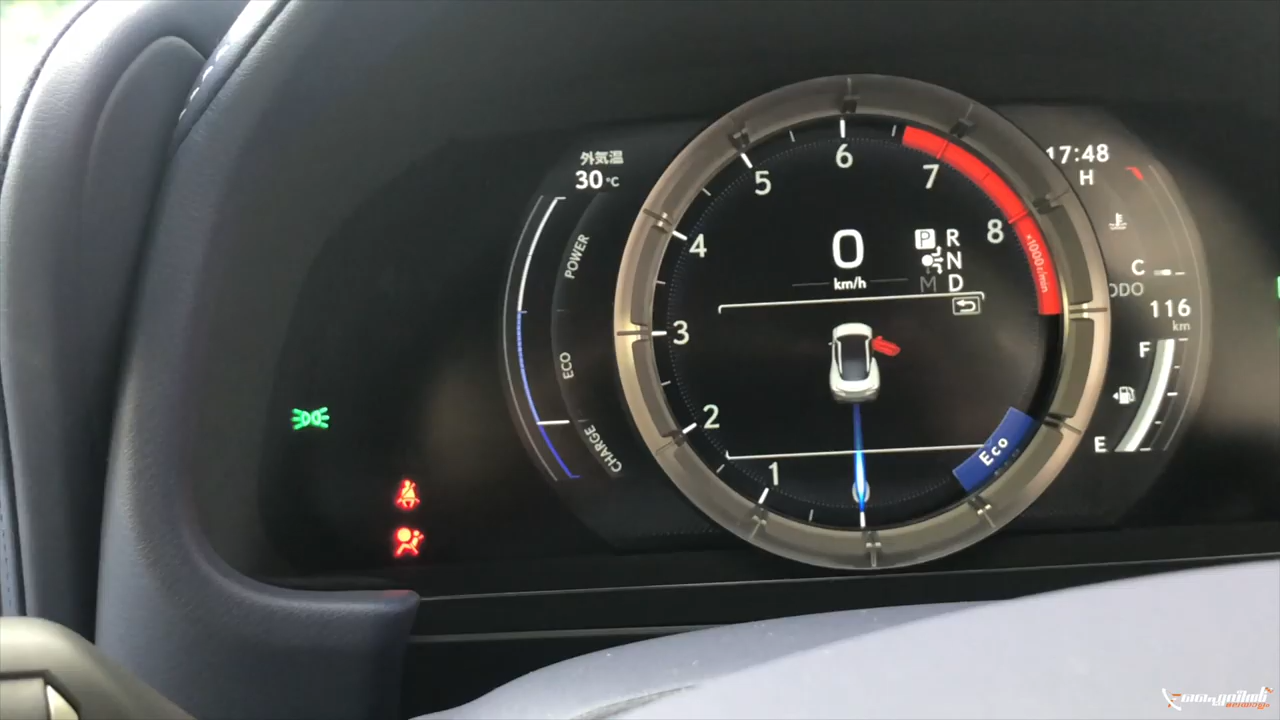 外気温
30°C
17:48
H
POWER
ECO
CHARGE
1
2
3
4
5
6
7
8
×1000r/min
0
km/h
P
R
N
M
D
C
ODO
116
km
F
E
Eco